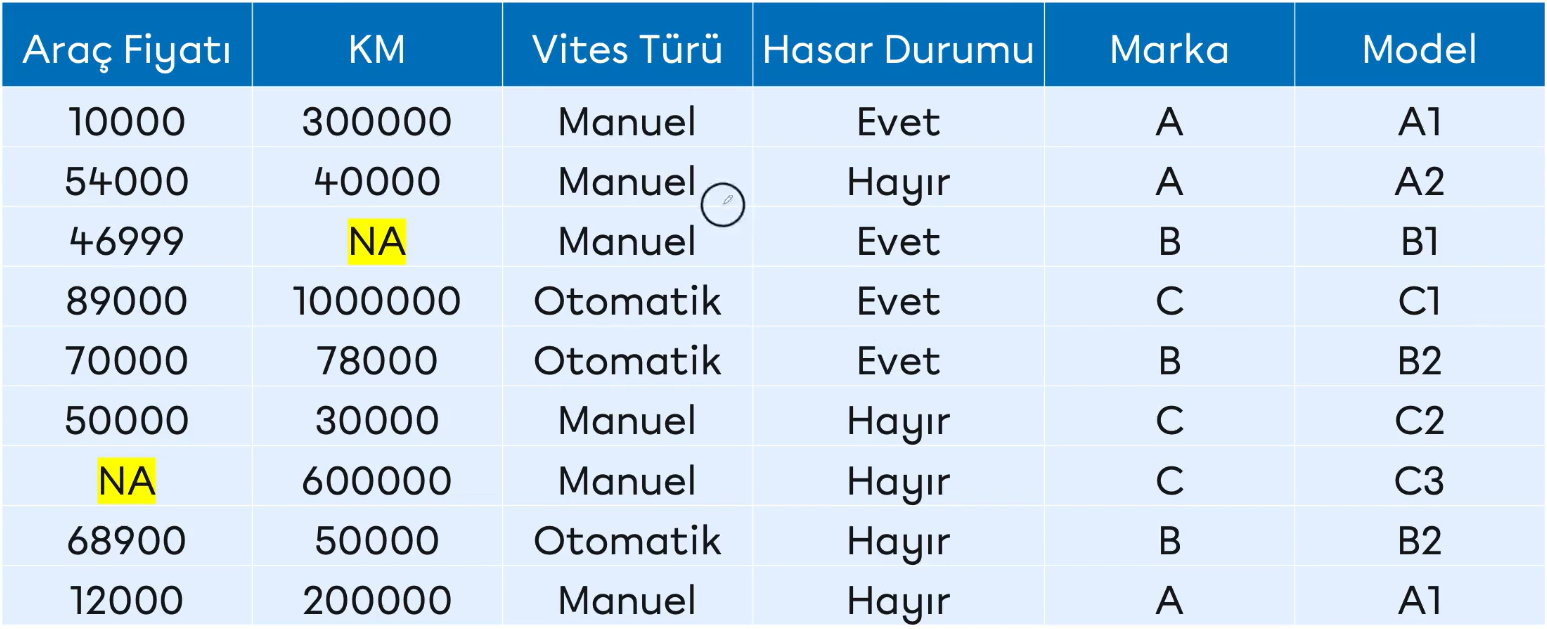 Araç Fiyatı KM Vites Türü Hasar Durumu Marka Model
10000 300000 Manuel Evet A A1
54000 40000 Manuel Hayır A A2
46999 NA Manuel Evet B B1
89000 1000000 Otomatik Evet C C1
70000 78000 Otomatik Evet B B2
50000 30000 Manuel Hayır C C2
NA 600000 Manuel Hayır C C3
68900 50000 Otomatik Hayır B B2
12000 200000 Manuel Hayır A A1